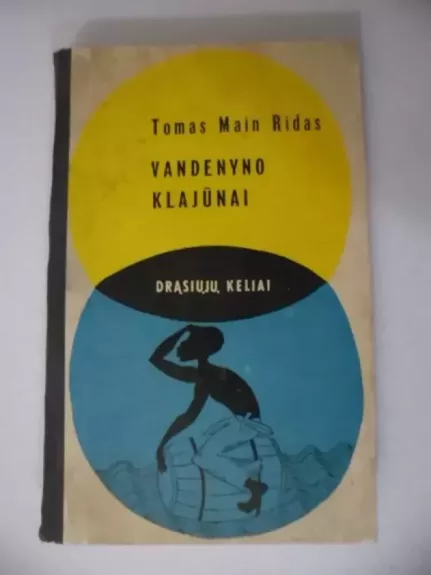 Tomas Main Ridas
VANDENYNO
KLAJŪNAI
DRĄSIŲJŲ KELIAI